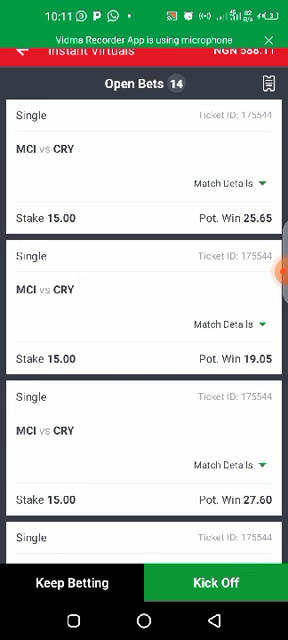 10:11
Vidma Recorder App is using microphone
Instant Virtuals NGN 588.11
Open Bets 14
Single Ticket ID: 175544
MCI vs CRY
Match Details
Stake 15.00 Pot. Win 25.65
Single Ticket ID: 175544
MCI vs CRY
Match Details
Stake 15.00 Pot. Win 19.05
Single Ticket ID: 175544
MCI vs CRY
Match Details
Stake 15.00 Pot. Win 27.60
Single Ticket ID: 175544
Keep Betting Kick Off